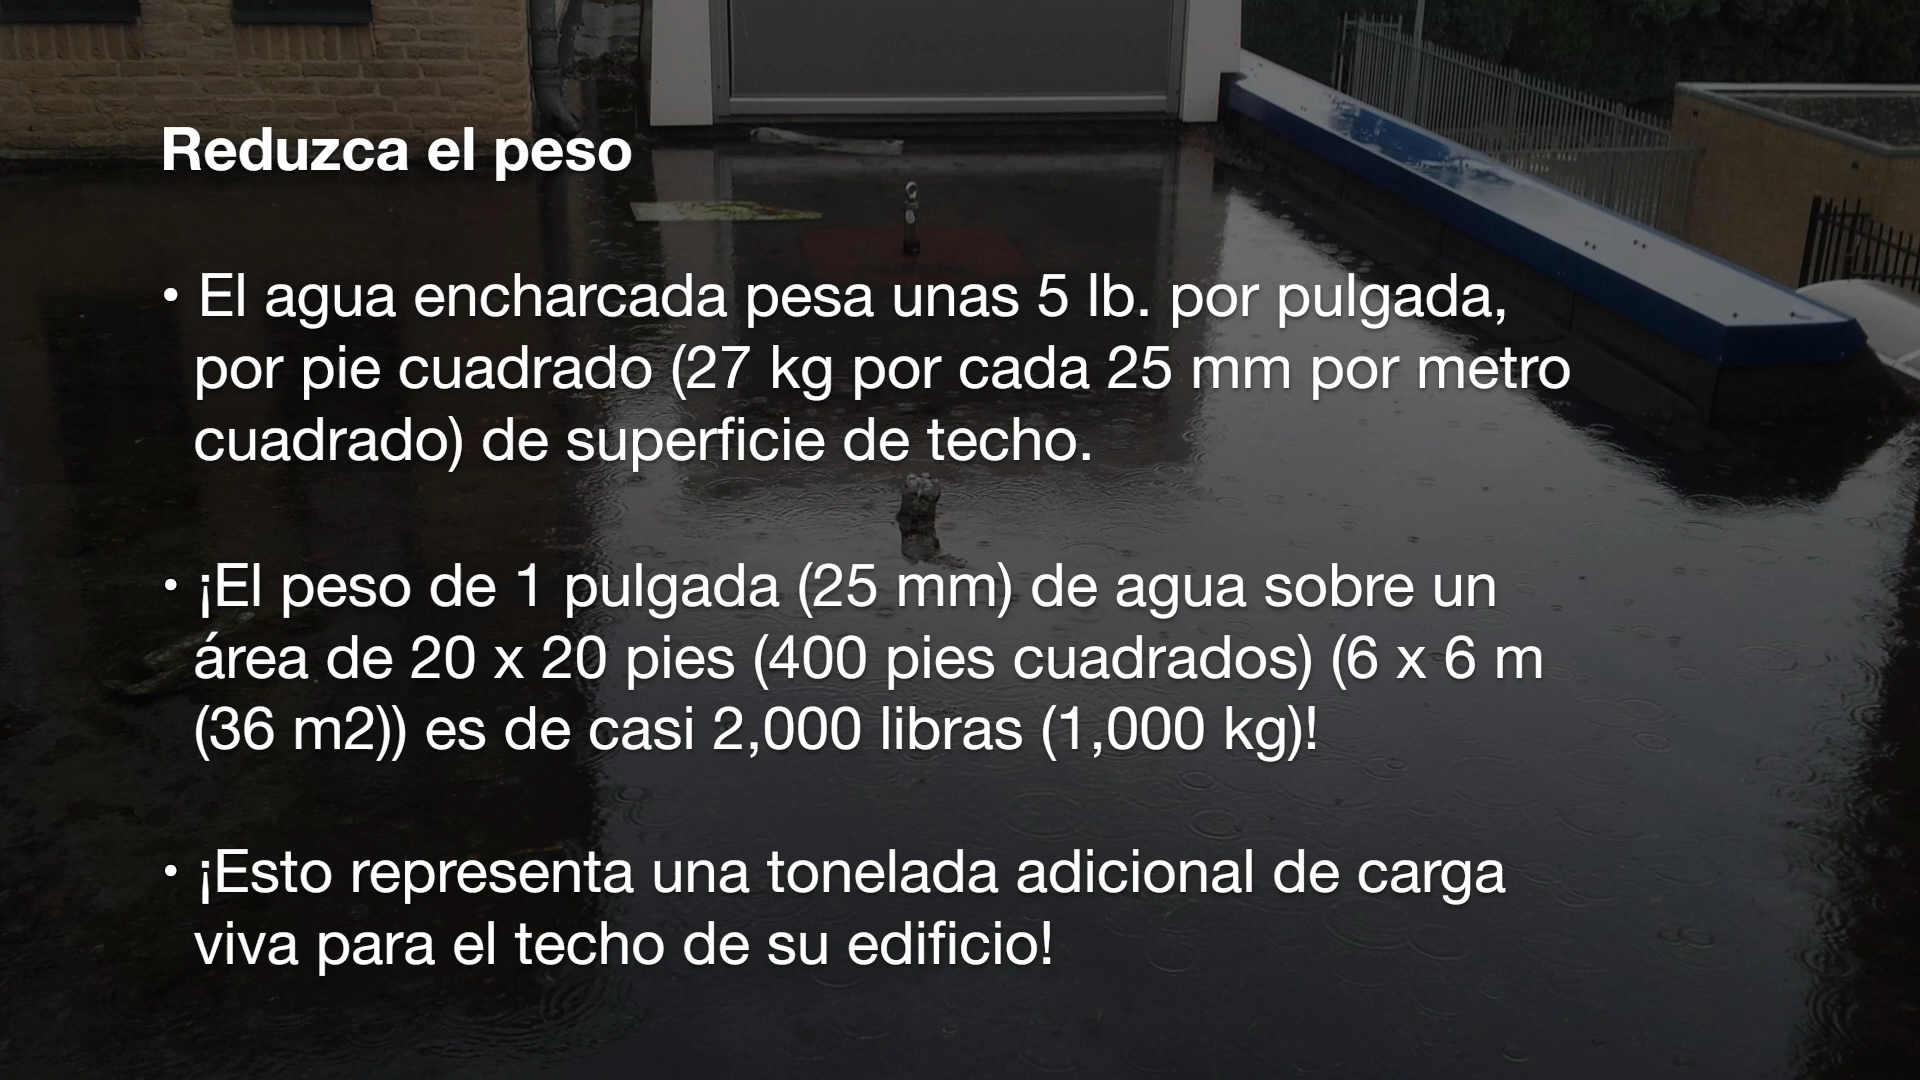 Reduzca el peso
• El agua encharcada pesa unas 5 lb. por pulgada,
por pie cuadrado (27 kg por cada 25 mm por metro
cuadrado) de superficie de techo.
• ¡El peso de 1 pulgada (25 mm) de agua sobre un
área de 20 x 20 pies (400 pies cuadrados) (6 x 6 m
(36 m2)) es de casi 2,000 libras (1,000 kg)!
• ¡Esto representa una tonelada adicional de carga
viva para el techo de su edificio!